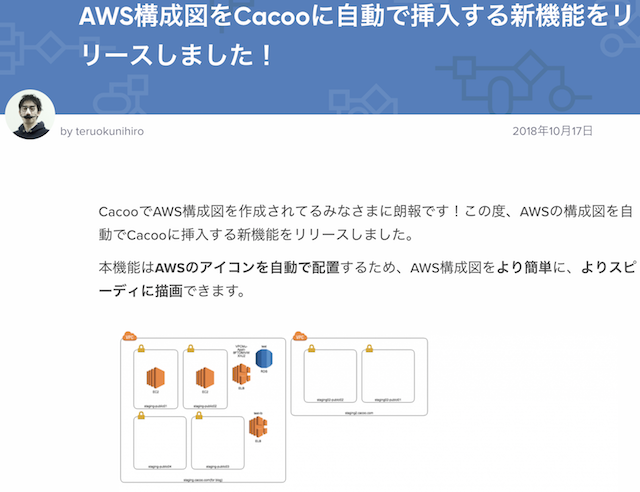 AWS構成図をCacooに自動で挿入する新機能をリ
リースしました！
by teruokunihiro
2018年10月17日
CacooでAWS構成図を作成されてるみなさまに朗報です！この度、AWSの構成図を自
動でCacooに挿入する新機能をリリースしました。
本機能はAWSのアイコンを自動で配置するため、AWS構成図をより簡単に、よりスピ
ーディに描画できます。
VPC
VPC
EC2
EC2
ELB
RDS
ELB